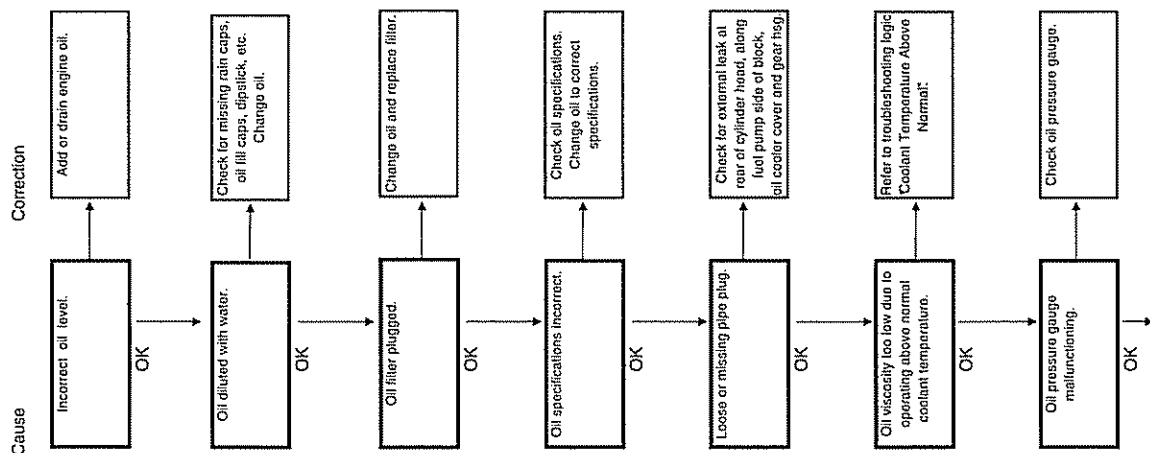 Cause
Correction
Incorrect oil level.
Add or drain engine oil.
OK
Oil diluted with water.
Check for missing rain caps,
oil fill caps, dipstick, etc.
Change oil.
OK
Oil filter plugged.
Change oil and replace filter.
OK
Oil specifications incorrect.
Check oil specifications.
Change oil to correct
specifications.
OK
Loose or missing pipe plug.
Check for external leak at
rear of cylinder head, along
fuel pump side of block,
oil cooler cover and gear hsg.
OK
Oil viscosity too low due to
operating above normal
coolant temperature.
Refer to troubleshooting logic
"Coolant Temperature Above
Normal"
OK
Oil pressure gauge
malfunctioning.
Check oil pressure gauge.
OK